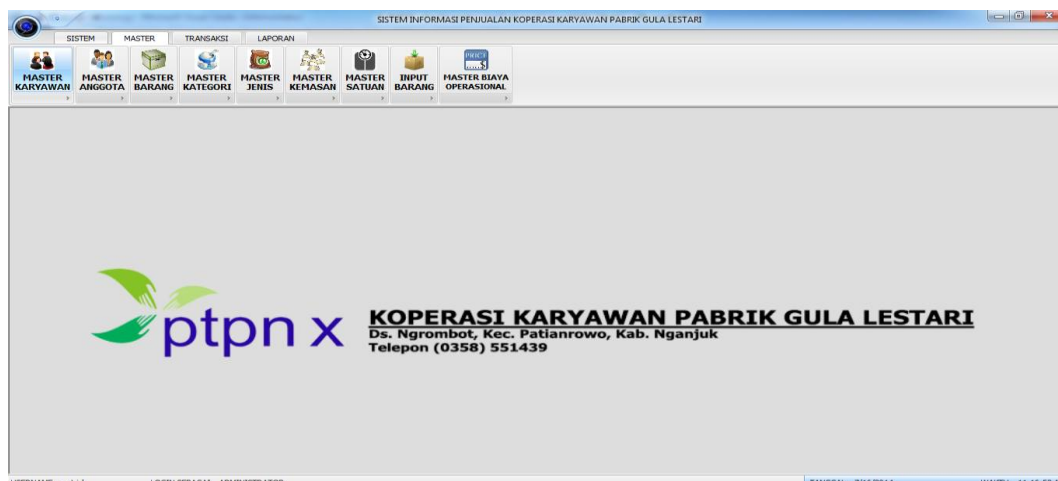 SISTEM INFORMASI PENJUALAN KOPERASI KARYAWAN PABRIK GULA LESTARI
SISTEM MASTER TRANSAKSI LAPORAN
MASTER KARYAWAN
MASTER ANGGOTA
MASTER BARANG
MASTER KATEGORI
MASTER JENIS
MASTER KEMASAN
MASTER SATUAN
INPUT BARANG
PRICE
MASTER BIAYA OPERASIONAL
ptpn x
KOPERASI KARYAWAN PABRIK GULA LESTARI
Ds. Ngrombot, Kec. Patianrowo, Kab. Nganjuk
Telepon (0358) 551439